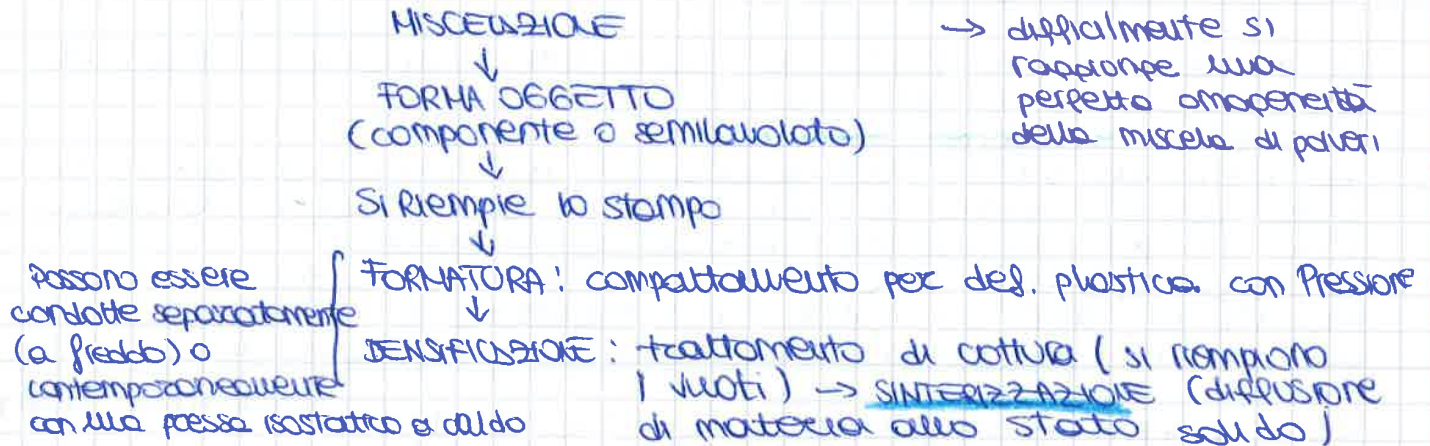 MISCELAZIONE
↓
FORMA OGGETTO
(componente o semilavolato)
↓
Si Riempie lo stampo
↓
FORMATURA: compattamento per def. plastica con Pressione
↓
DENSIFICAZIONE: trattamento di cottura (si riempiono
i vuoti) → SINTERIZZAZIONE (diffusione
di materia allo stato solido)
→ difficilmente si
raggionge una
perfetta omogeneità
della miscela di polveri
possono essere
condotte separatamente
(a freddo) o
contemporaneamente
con una pressa isostatica a caldo